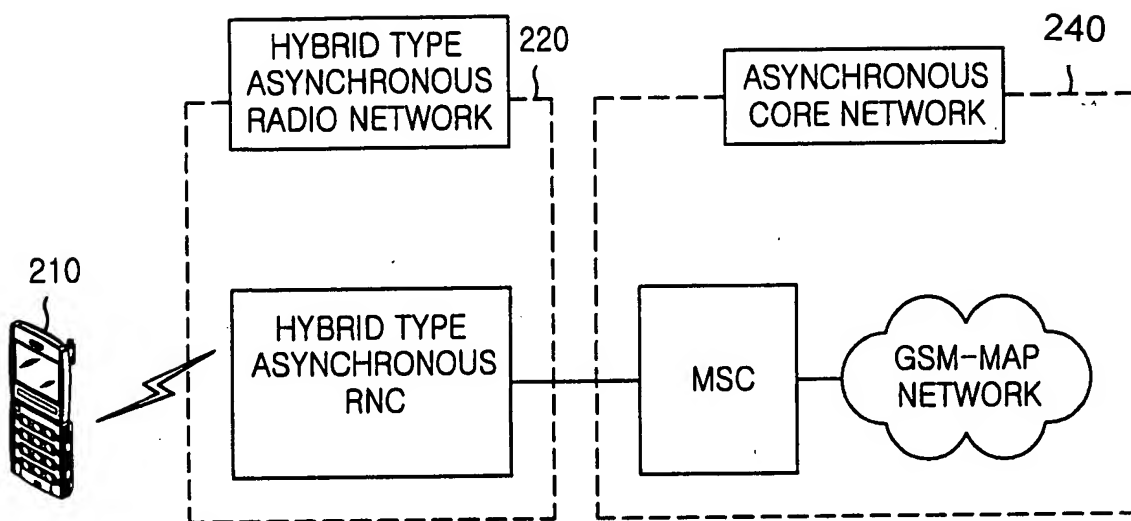 HYBRID TYPE
ASYNCHRONOUS
RADIO NETWORK
220
ASYNCHRONOUS
CORE NETWORK
240
210
HYBRID TYPE
ASYNCHRONOUS
RNC
MSC
GSM-MAP
NETWORK